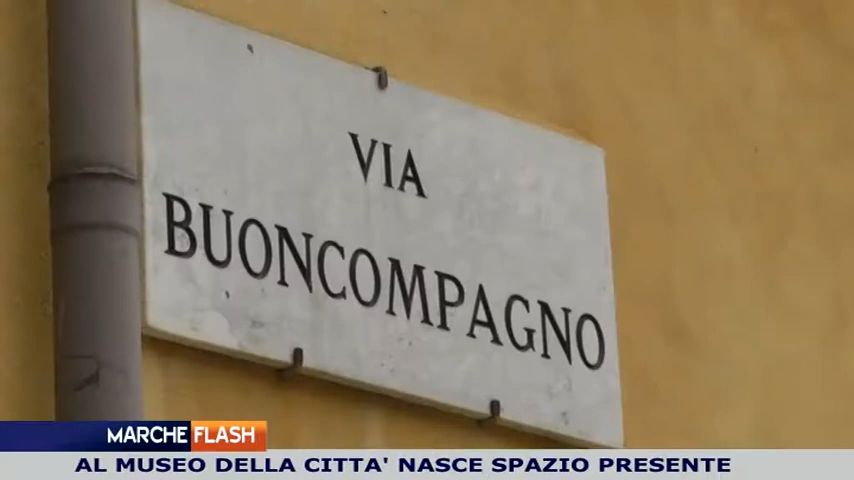 VIA
BUONCOMPAGNO
MARCHE FLASH
AL MUSEO DELLA CITTA' NASCE SPAZIO PRESENTE